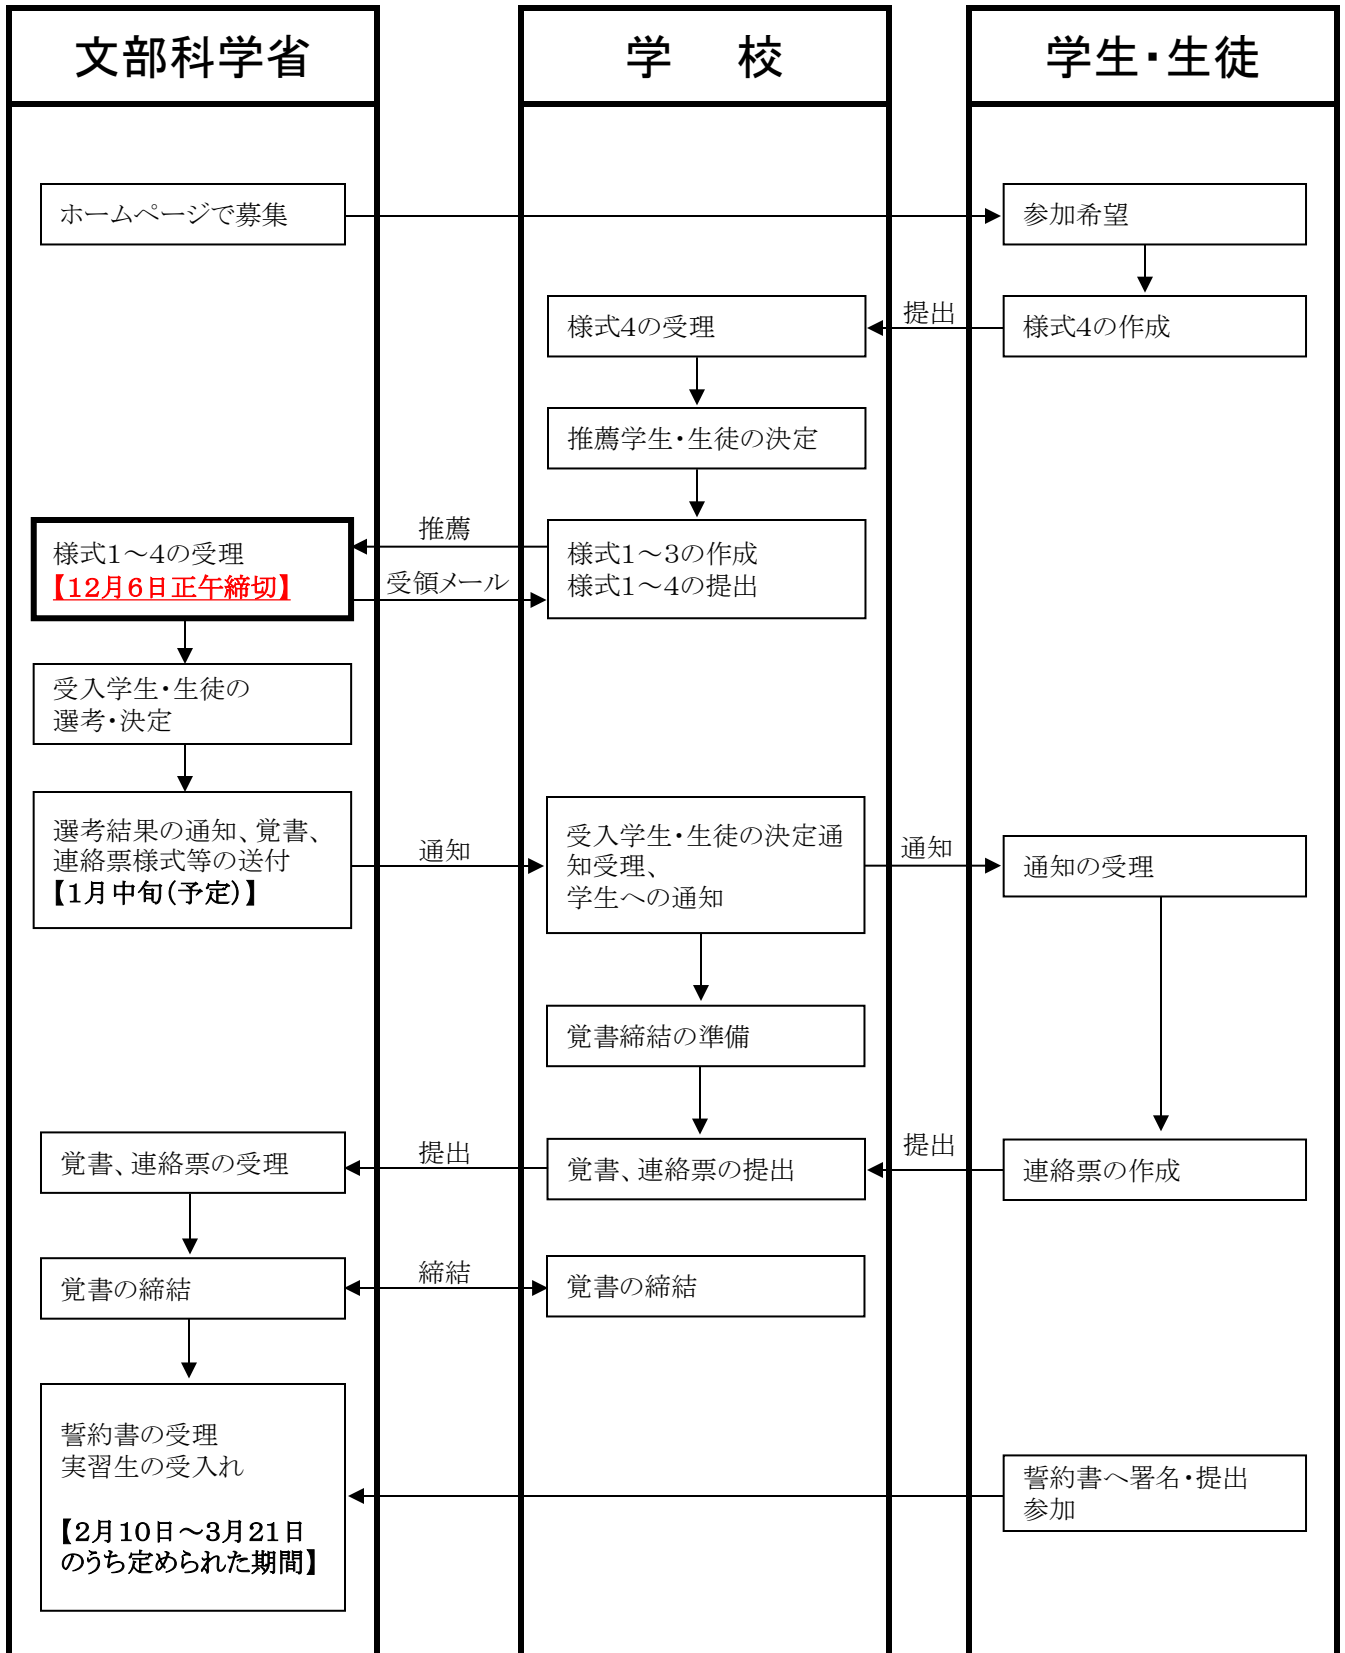 文部科学省
学　校
学生・生徒
ホームページで募集
参加希望
様式４の受理
提出
様式４の作成
推薦学生・生徒の決定
様式１～４の受理
【１２月６日正午締切】
推薦
受領メール
様式１～３の作成
様式１～４の提出
受入学生・生徒の
選考・決定
選考結果の通知、覚書、
連絡票様式等の送付
【１月中旬（予定）】
通知
受入学生・生徒の決定通
知受理、
学生への通知
通知
通知の受理
覚書締結の準備
覚書、連絡票の受理
提出
覚書、連絡票の提出
提出
連絡票の作成
覚書の締結
締結
覚書の締結
誓約書の受理
実習生の受入れ
【２月１０日～３月２１日
のうち定められた期間】
誓約書へ署名・提出
参加